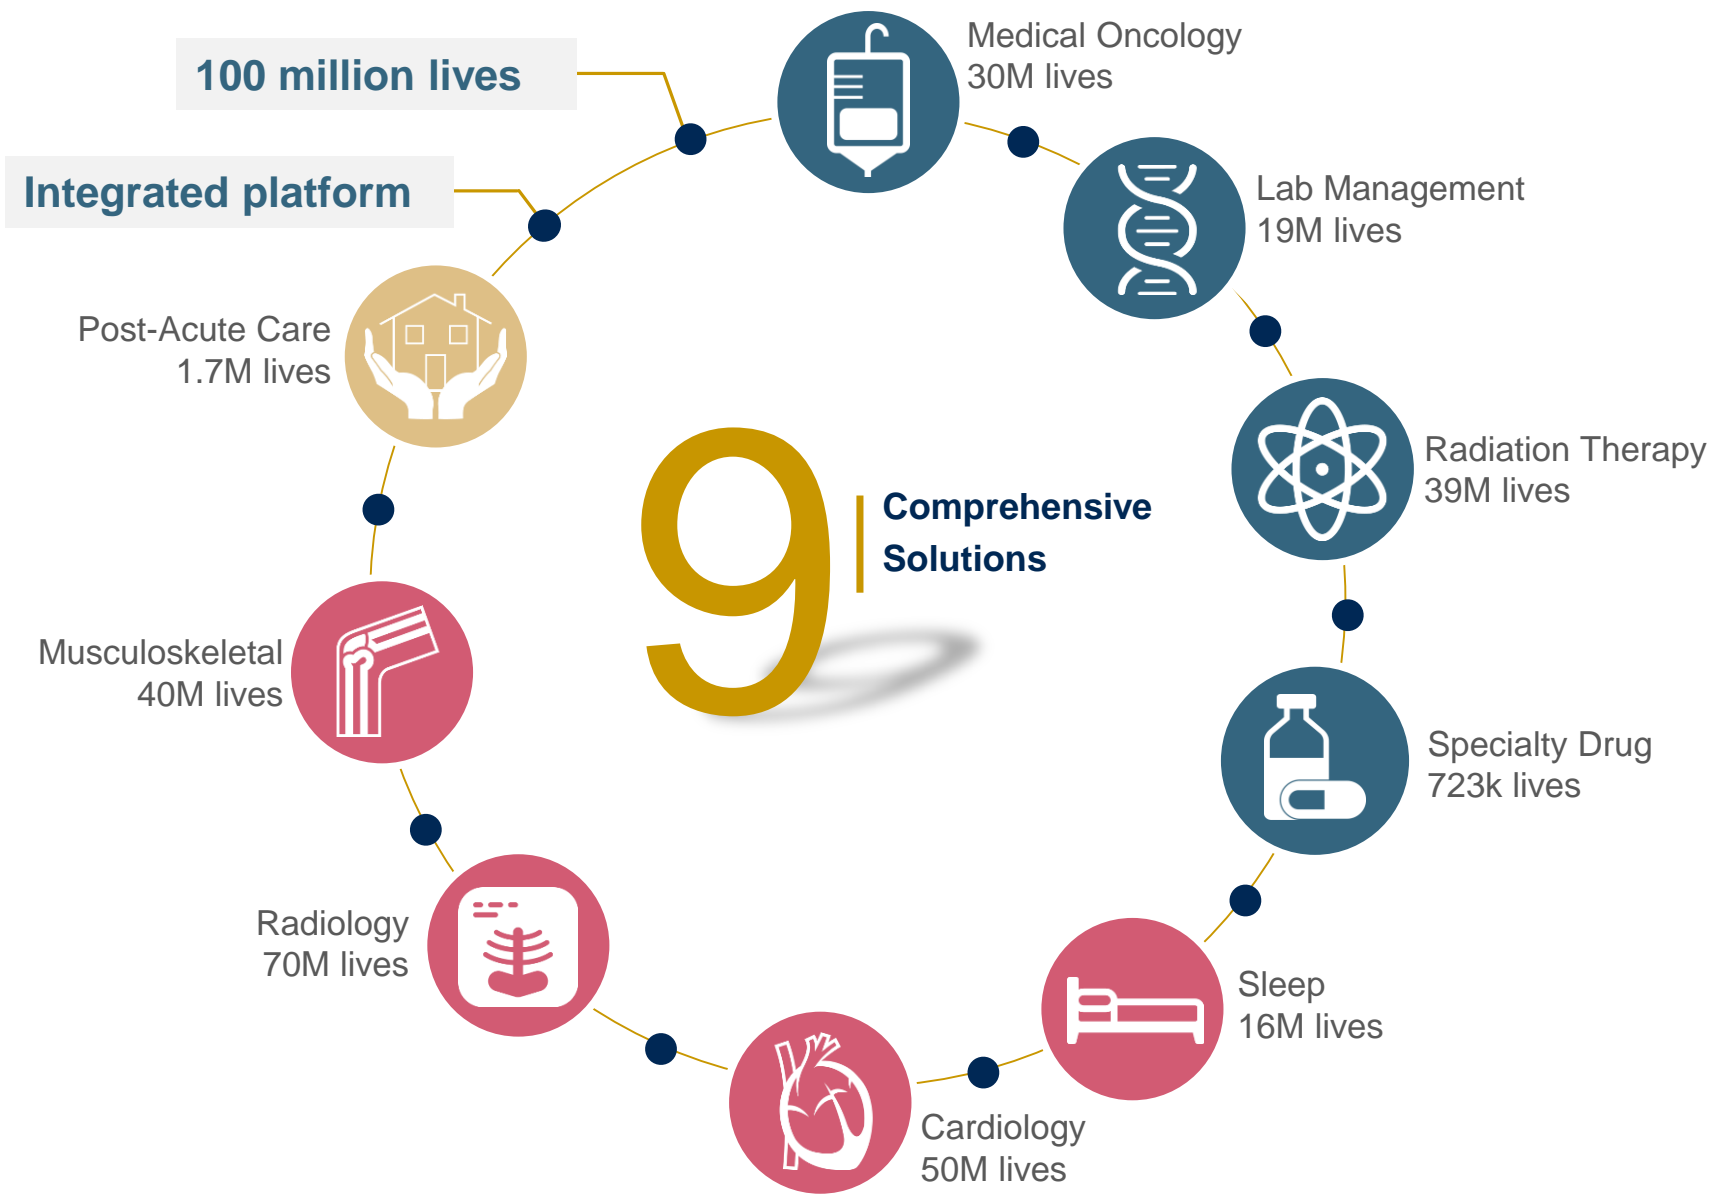 100 million lives
Integrated platform
Medical Oncology
30M lives
Lab Management
19M lives
Radiation Therapy
39M lives
Specialty Drug
723k lives
Sleep
16M lives
Cardiology
50M lives
Radiology
70M lives
Musculoskeletal
40M lives
Post-Acute Care
1.7M lives
9
Comprehensive
Solutions